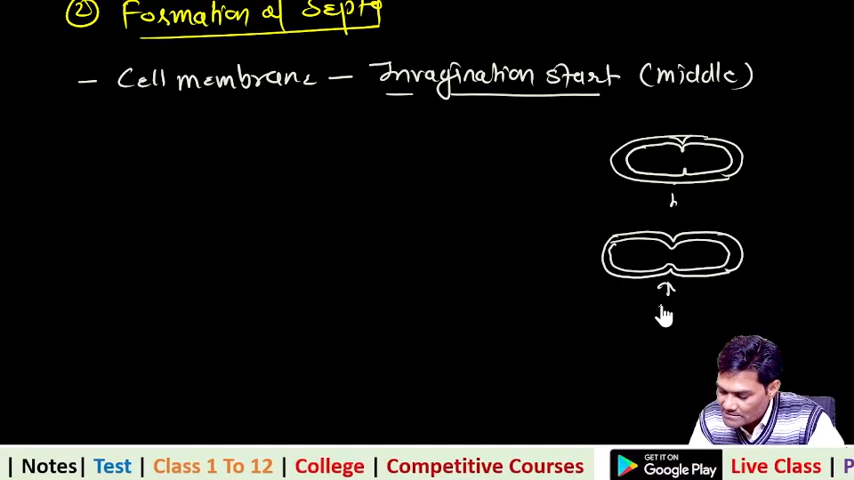 ② Formation of Septa
- Cell membrane - Invagination start (middle)
| Notes| Test | Class 1 To 12 | College | Competitive Courses
GET IT ON
Google Play
Live Class | P